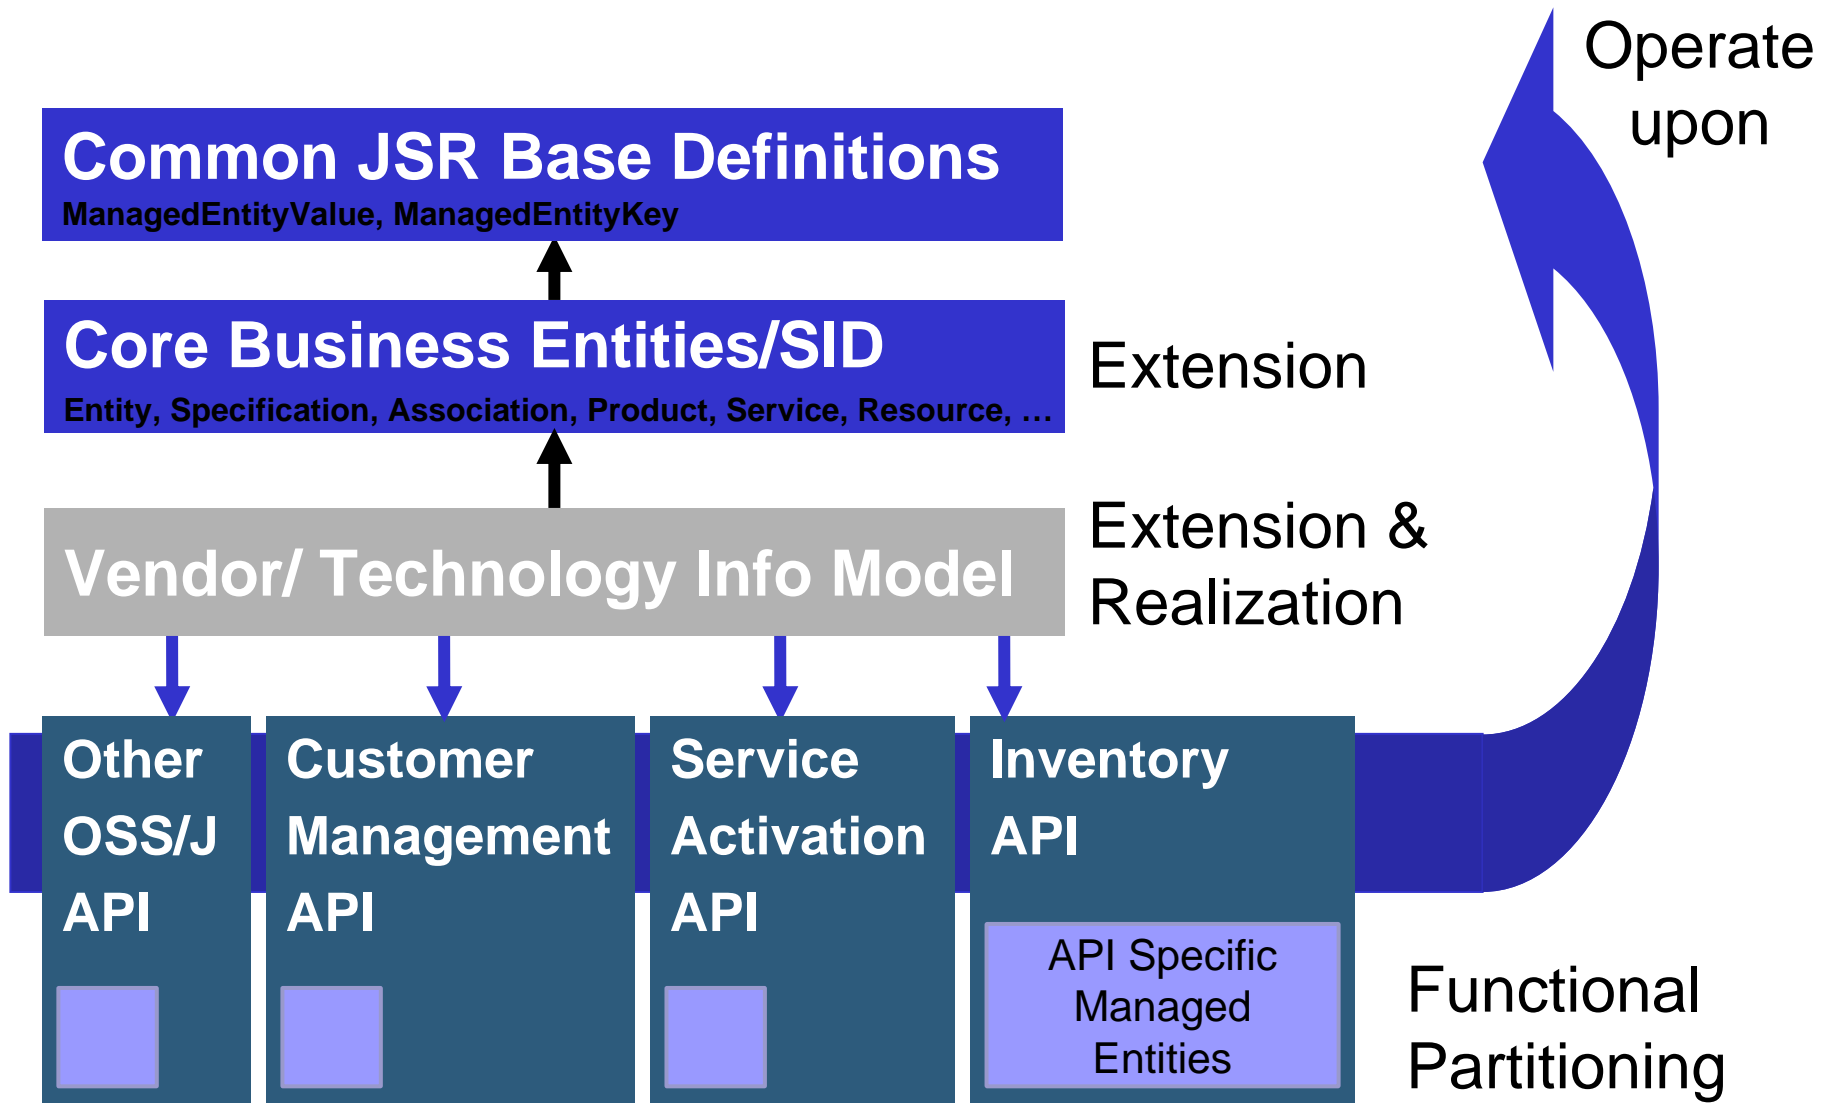 Operate
upon
Common JSR Base Definitions
ManagedEntityValue, ManagedEntityKey
Core Business Entities/SID
Entity, Specification, Association, Product, Service, Resource, …
Extension
Vendor/ Technology Info Model
Extension &
Realization
Other
OSS/J
API
Customer
Management
API
Service
Activation
API
Inventory
API
API Specific
Managed
Entities
Functional
Partitioning